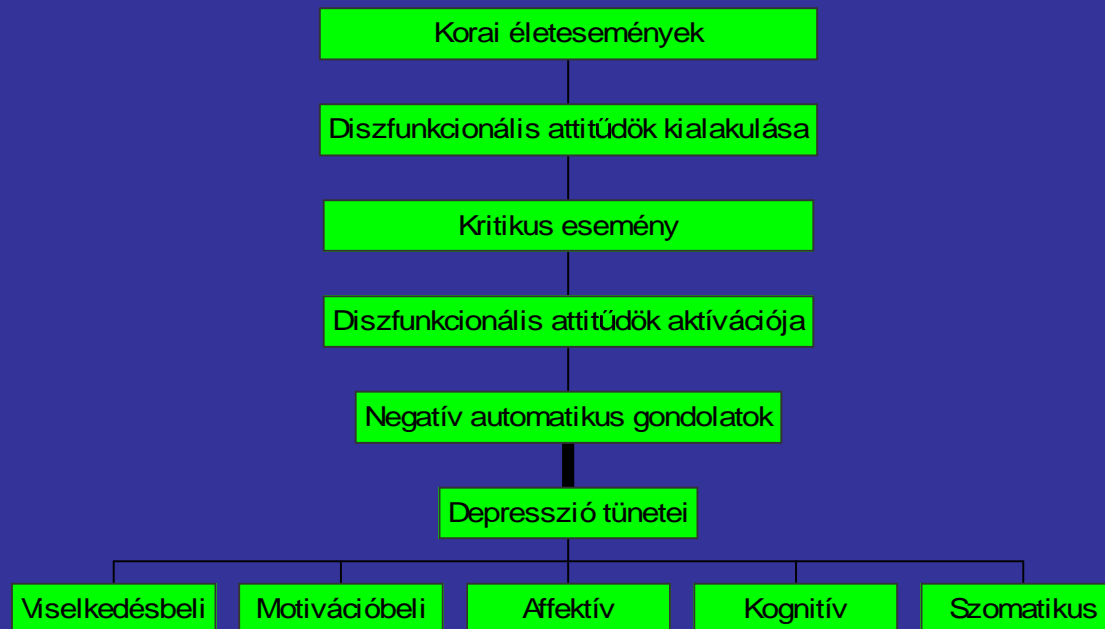 Korai életesemények
Diszfunkcionális attitűdök kialakulása
Kritikus esemény
Diszfunkcionális attitűdök aktívációja
Negatív automatikus gondolatok
Depresszió tünetei
Viselkedésbeli
Motivációbeli
Affektív
Kognitív
Szomatikus